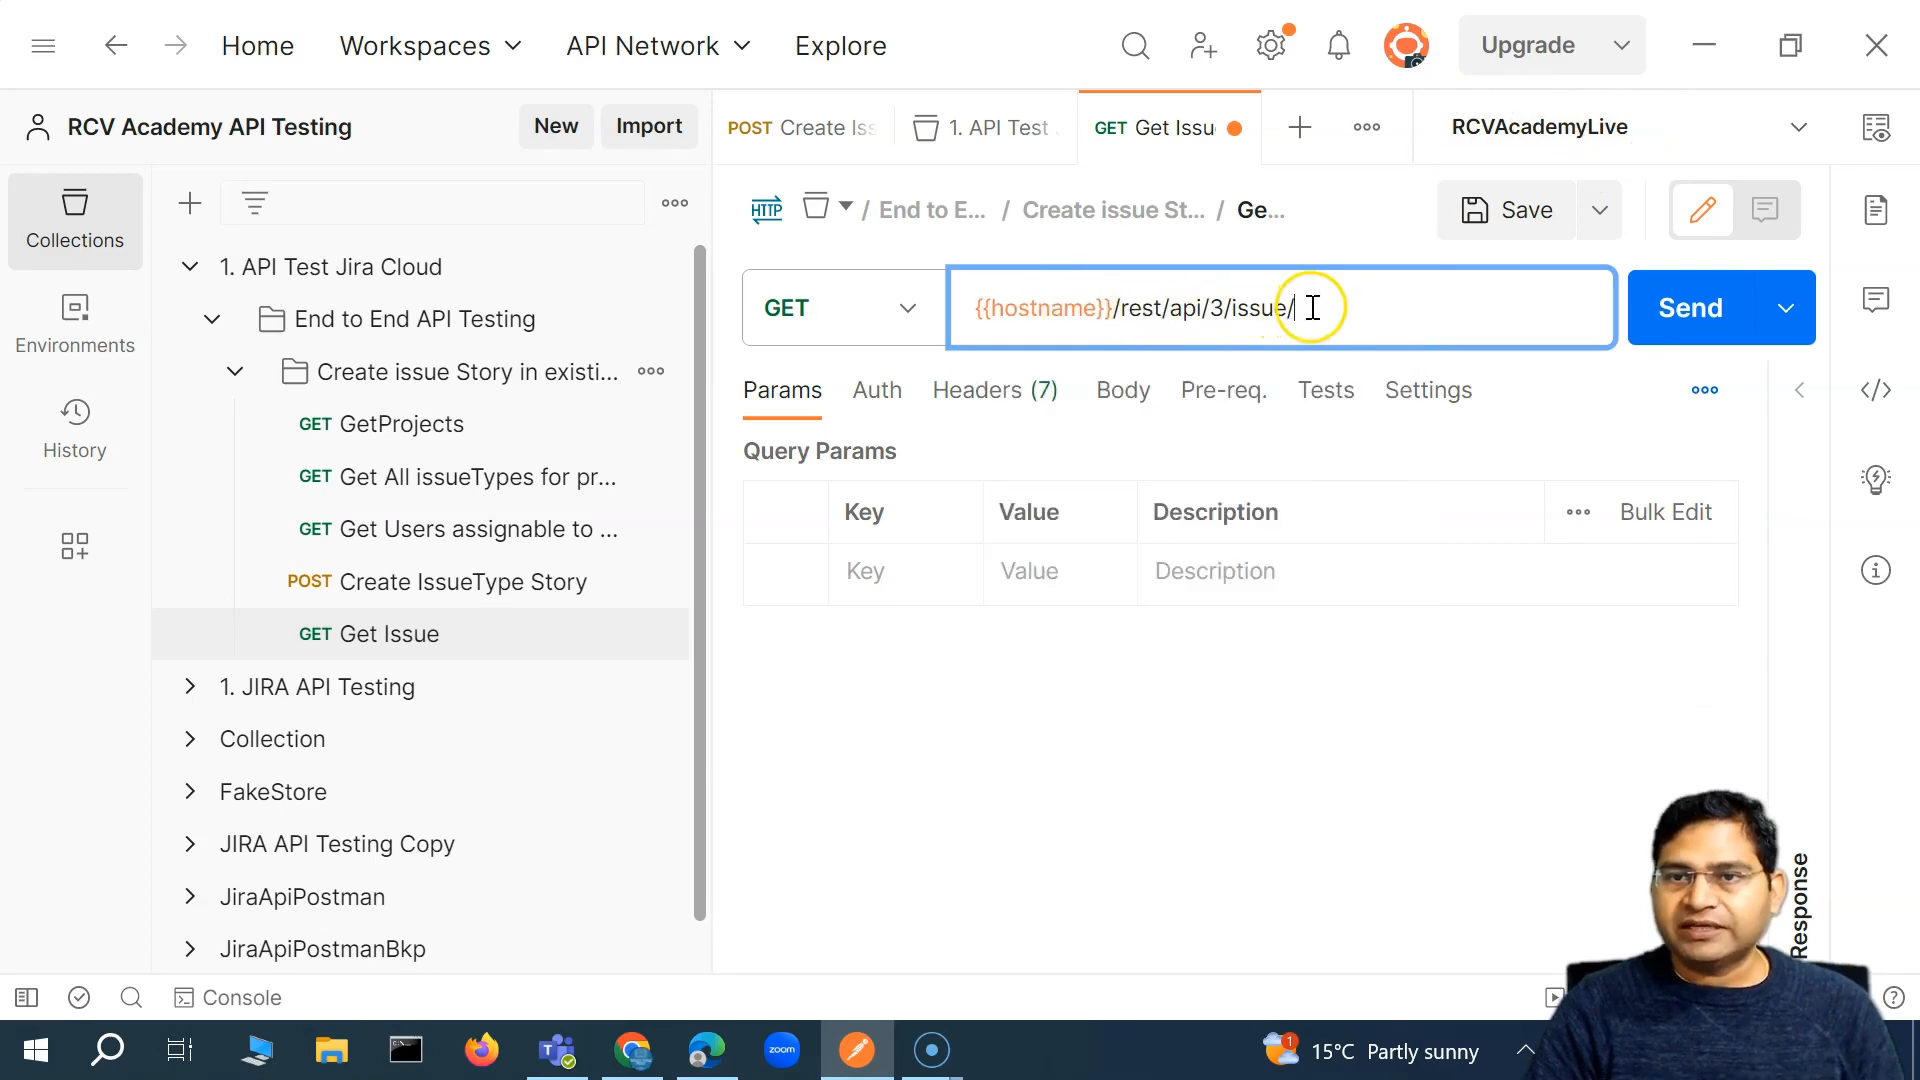 Home Workspaces API Network Explore Upgrade
RCV Academy API Testing New Import
POST Create Iss 1. API Test GET Get Issu RCVAcademyLive
Collections
Environments
History
1. API Test Jira Cloud
End to End API Testing
Create issue Story in existi...
GET GetProjects
GET Get All issueTypes for pr...
GET Get Users assignable to ...
POST Create IssueType Story
GET Get Issue
1. JIRA API Testing
Collection
FakeStore
JIRA API Testing Copy
JiraApiPostman
JiraApiPostmanBkp
HTTP / End to E... / Create issue St... / Ge... Save
GET {{hostname}}/rest/api/3/issue/ Send
Params Auth Headers (7) Body Pre-req. Tests Settings
Query Params
Key Value Description Bulk Edit
Key Value Description
Response
Console
zoom 1 15°C Partly sunny